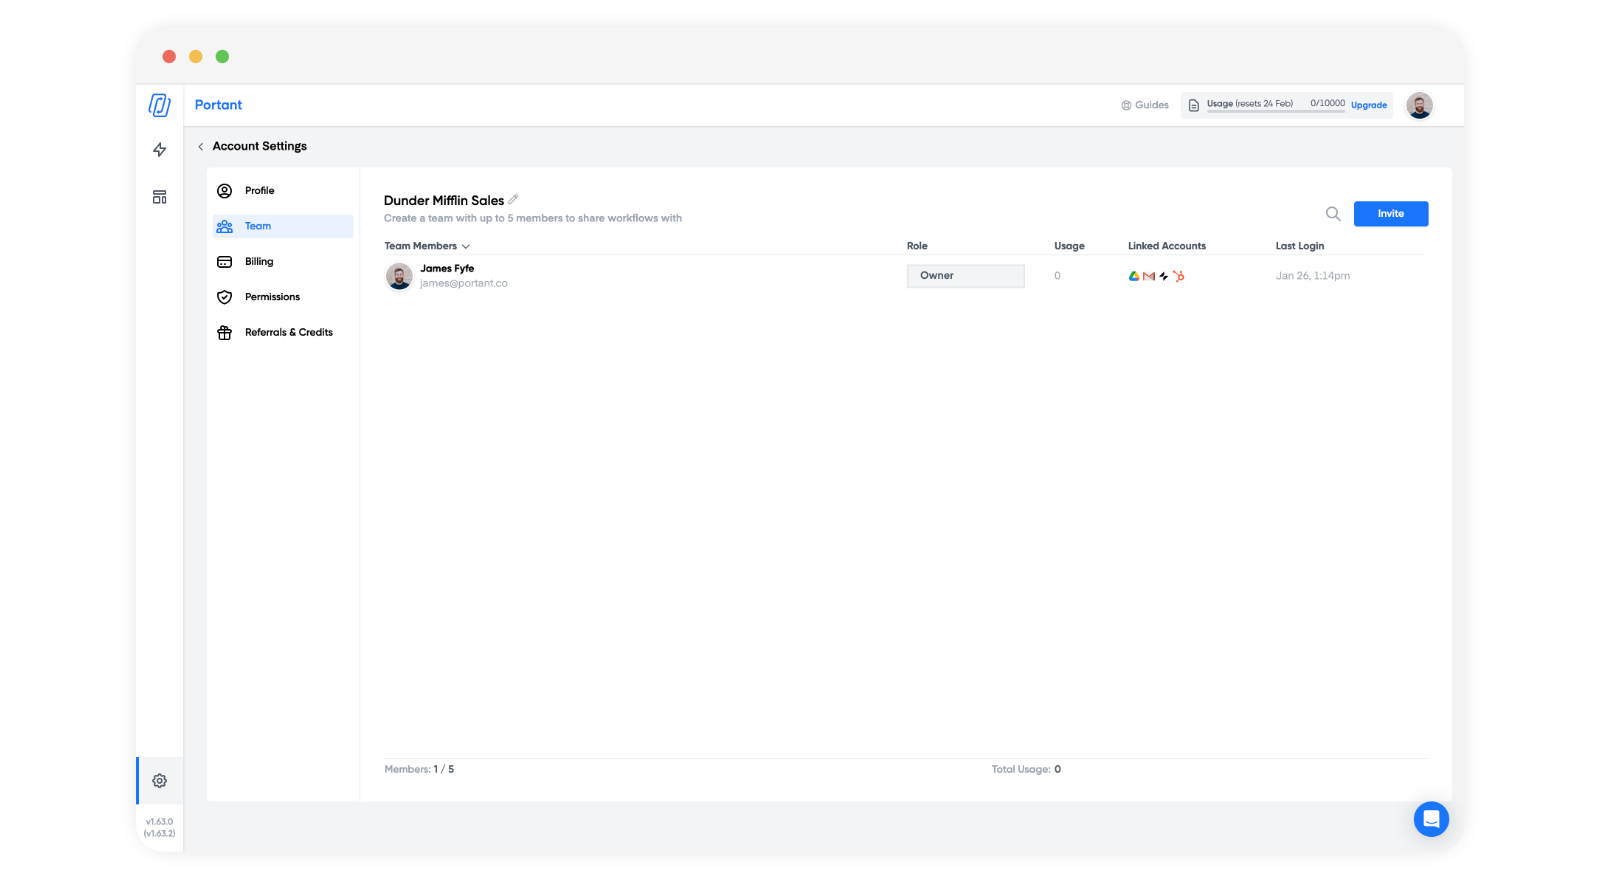 Portant
Guides
Usage (resets 24 Feb) 0/10000 Upgrade
Account Settings
Profile
Team
Billing
Permissions
Referrals & Credits
Dunder Mifflin Sales
Create a team with up to 5 members to share workflows with
Invite
Team Members Role Usage Linked Accounts Last Login
James Fyfe
james@portant.co
Owner 0 Jan 26, 1:14pm
Members: 1 / 5 Total Usage: 0
v1.63.0
(v1.63.2)